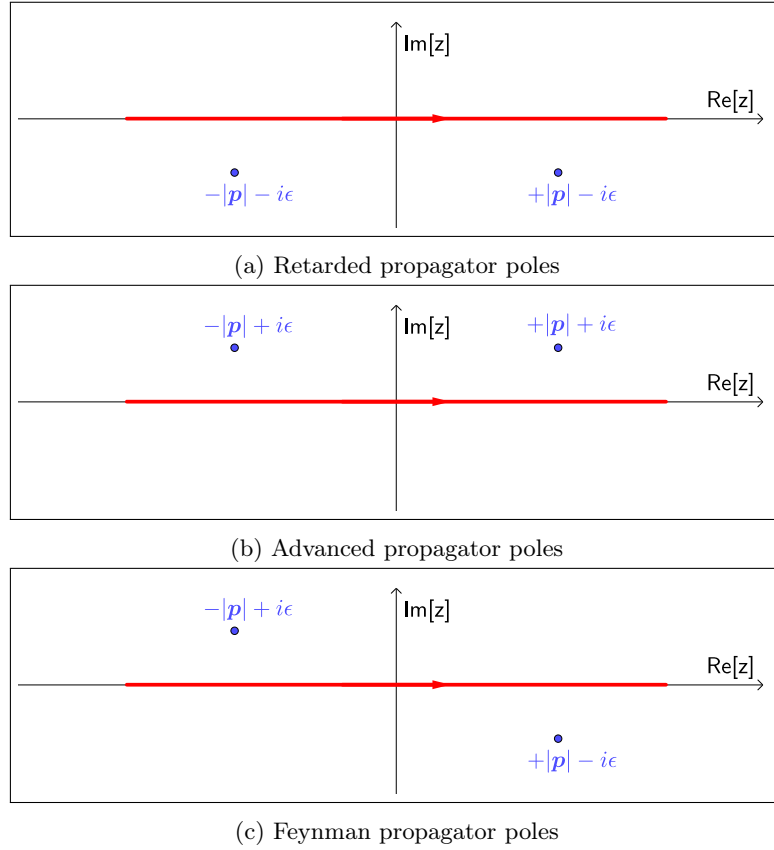 Im[z]
Re[z]
−|p| − iϵ
+|p| − iϵ
(a) Retarded propagator poles
−|p| + iϵ
+|p| + iϵ
Im[z]
Re[z]
(b) Advanced propagator poles
−|p| + iϵ
Im[z]
Re[z]
+|p| − iϵ
(c) Feynman propagator poles